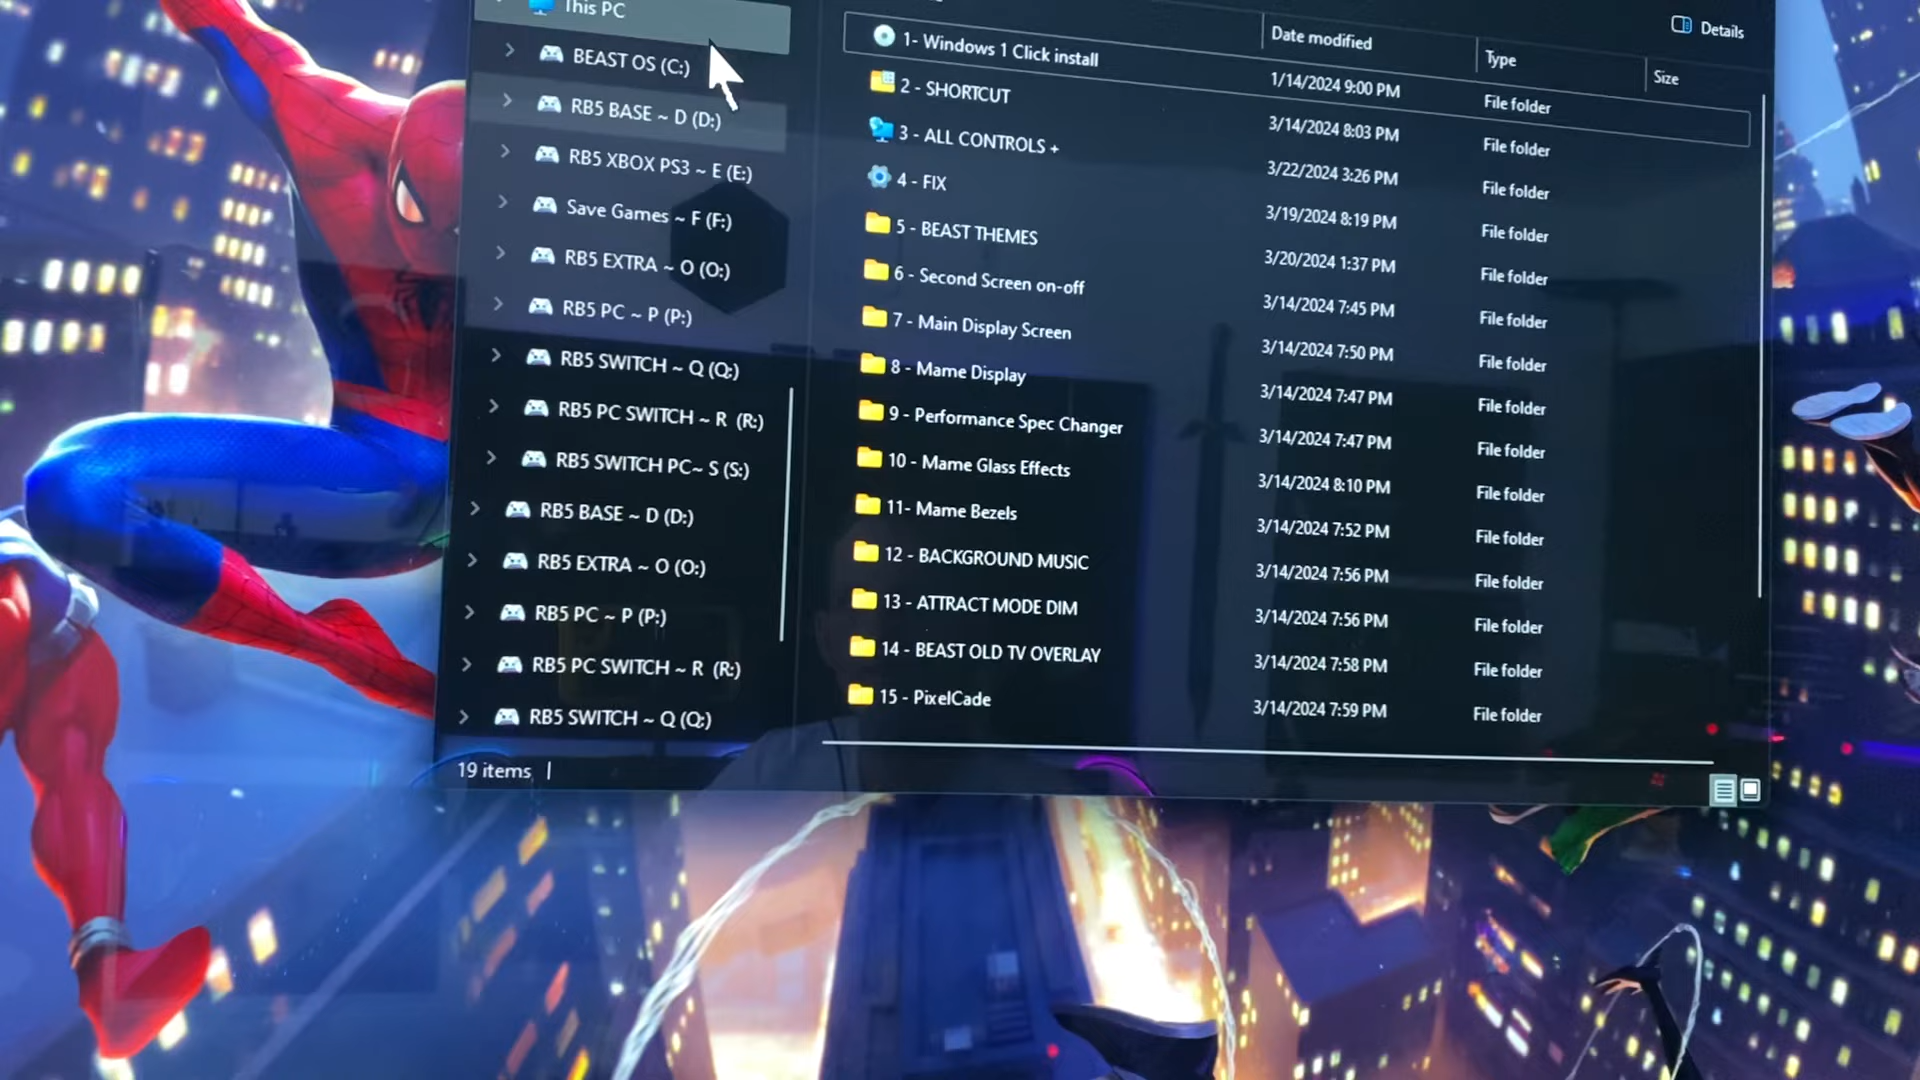 This PC
BEAST OS (C:)
RB5 BASE ~ D (D:)
RB5 XBOX PS3 ~ E (E:)
Save Games ~ F (F:)
RB5 EXTRA ~ O (O:)
RB5 PC ~ P (P:)
RB5 SWITCH ~ Q (Q:)
RB5 PC SWITCH ~ R (R:)
RB5 SWITCH PC~ S (S:)
RB5 BASE ~ D (D:)
RB5 EXTRA ~ O (O:)
RB5 PC ~ P (P:)
RB5 PC SWITCH ~ R (R:)
RB5 SWITCH ~ Q (Q:)
19 items
Details
Date modified Type Size
1- Windows 1 Click install 1/14/2024 9:00 PM File folder
2 - SHORTCUT 3/14/2024 8:03 PM File folder
3 - ALL CONTROLS + 3/22/2024 3:26 PM File folder
4 - FIX 3/19/2024 8:19 PM File folder
5 - BEAST THEMES 3/20/2024 1:37 PM File folder
6 - Second Screen on-off 3/14/2024 7:45 PM File folder
7 - Main Display Screen 3/14/2024 7:50 PM File folder
8 - Mame Display 3/14/2024 7:47 PM File folder
9 - Performance Spec Changer 3/14/2024 7:47 PM File folder
10 - Mame Glass Effects 3/14/2024 8:10 PM File folder
11- Mame Bezels 3/14/2024 7:52 PM File folder
12 - BACKGROUND MUSIC 3/14/2024 7:56 PM File folder
13 - ATTRACT MODE DIM 3/14/2024 7:56 PM File folder
14 - BEAST OLD TV OVERLAY 3/14/2024 7:58 PM File folder
15 - PixelCade 3/14/2024 7:59 PM File folder